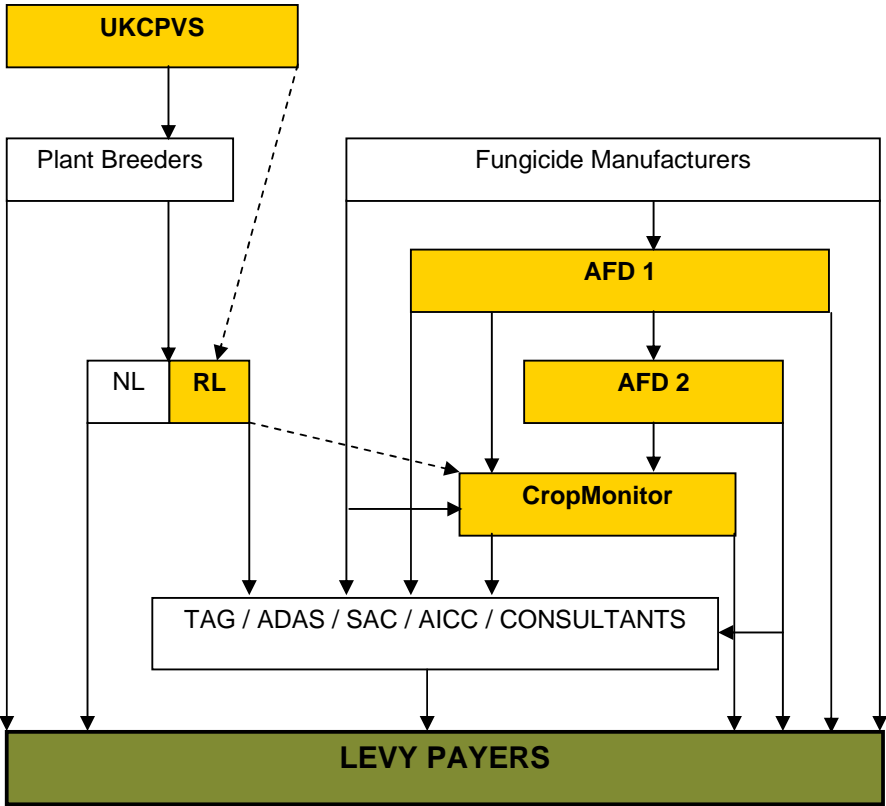 UKCPVS
Plant Breeders
Fungicide Manufacturers
AFD 1
NL
RL
AFD 2
CropMonitor
TAG / ADAS / SAC / AICC / CONSULTANTS
LEVY PAYERS